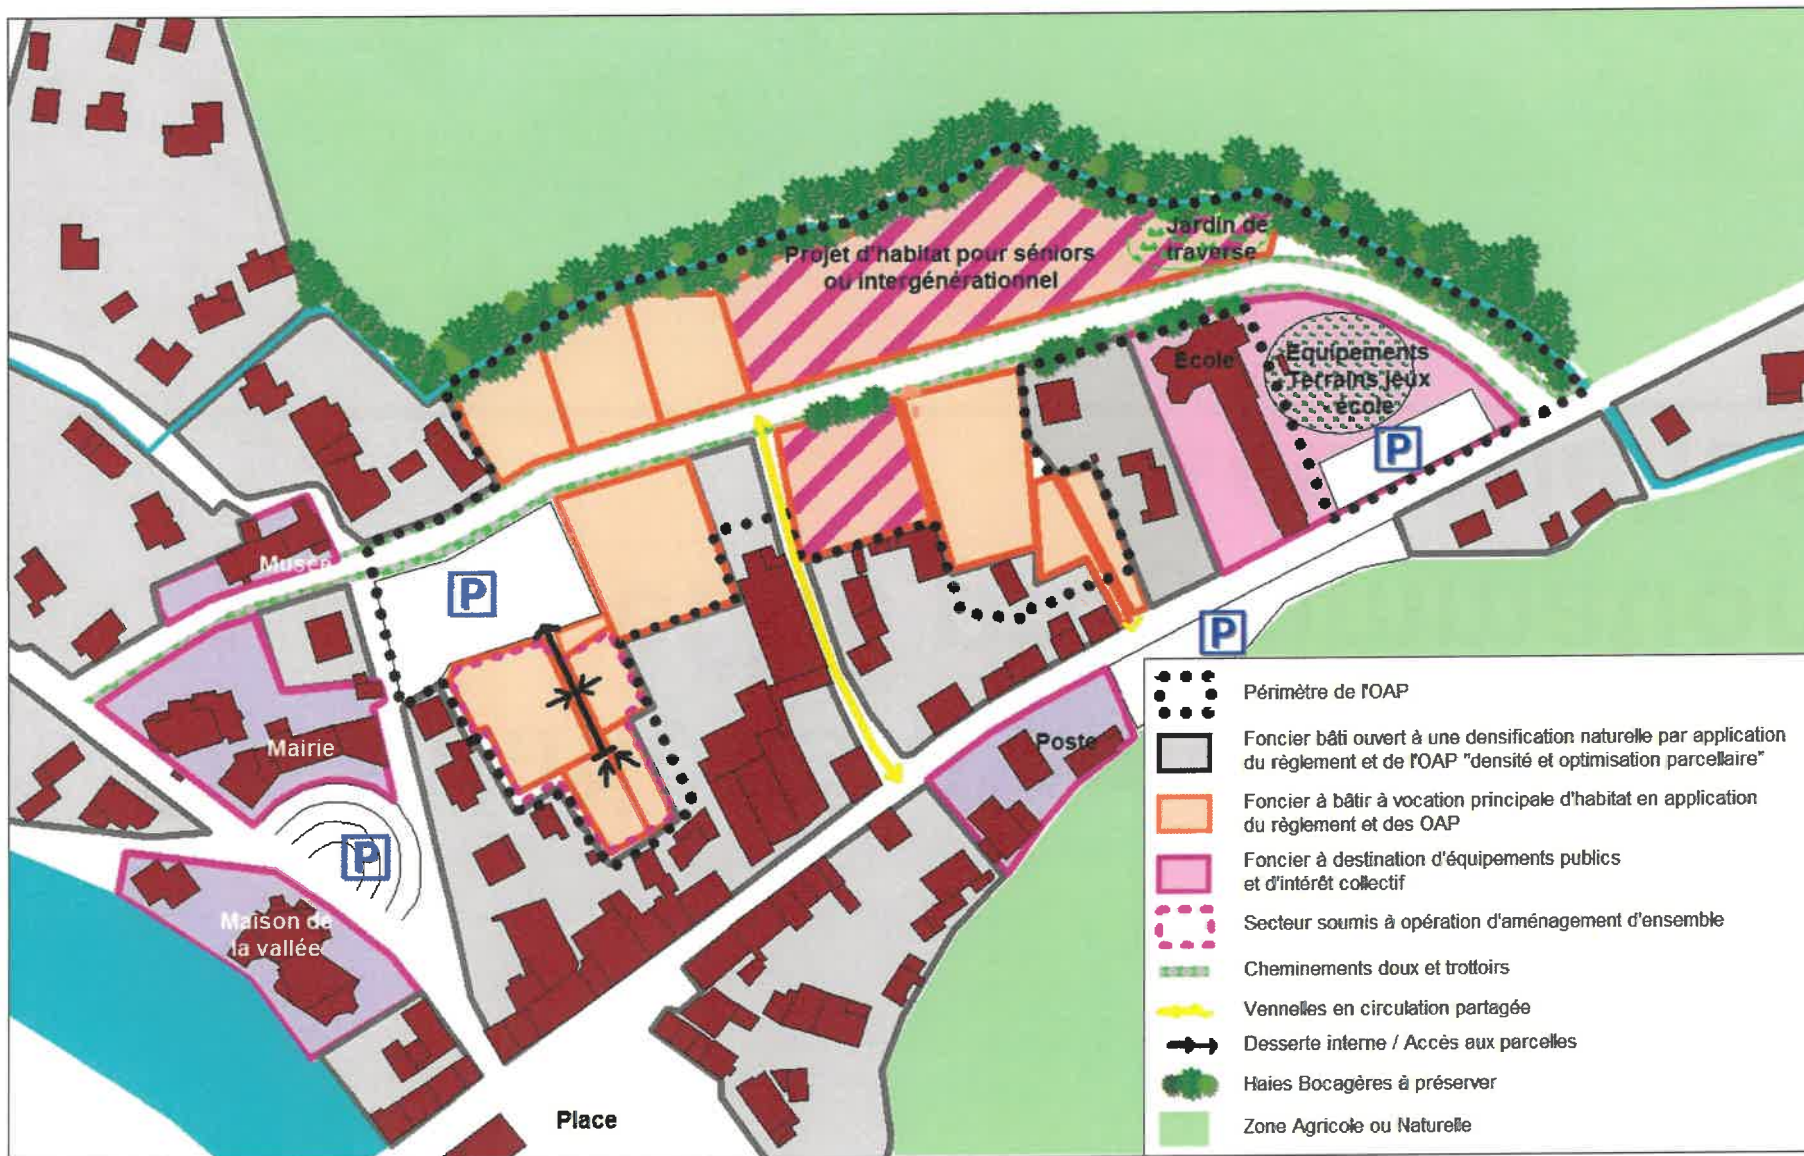 Jardin de
traverse
Projet d'habitat pour séniors
ou intergénérationnel
Ecole
Equipements
Terrains jeux
école
P
Musée
P
P
Mairie
Poste
P
Maison de
la vallée
Place
Périmètre de l'OAP
Foncier bâti ouvert à une densification naturelle par application
du règlement et de l'OAP "densité et optimisation parcellaire"
Foncier à bâtir à vocation principale d'habitat en application
du règlement et des OAP
Foncier à destination d'équipements publics
et d'intérêt collectif
Secteur soumis à opération d'aménagement d'ensemble
Cheminements doux et trottoirs
Vennelles en circulation partagée
Desserte interne / Accès aux parcelles
Haies Bocagères à préserver
Zone Agricole ou Naturelle